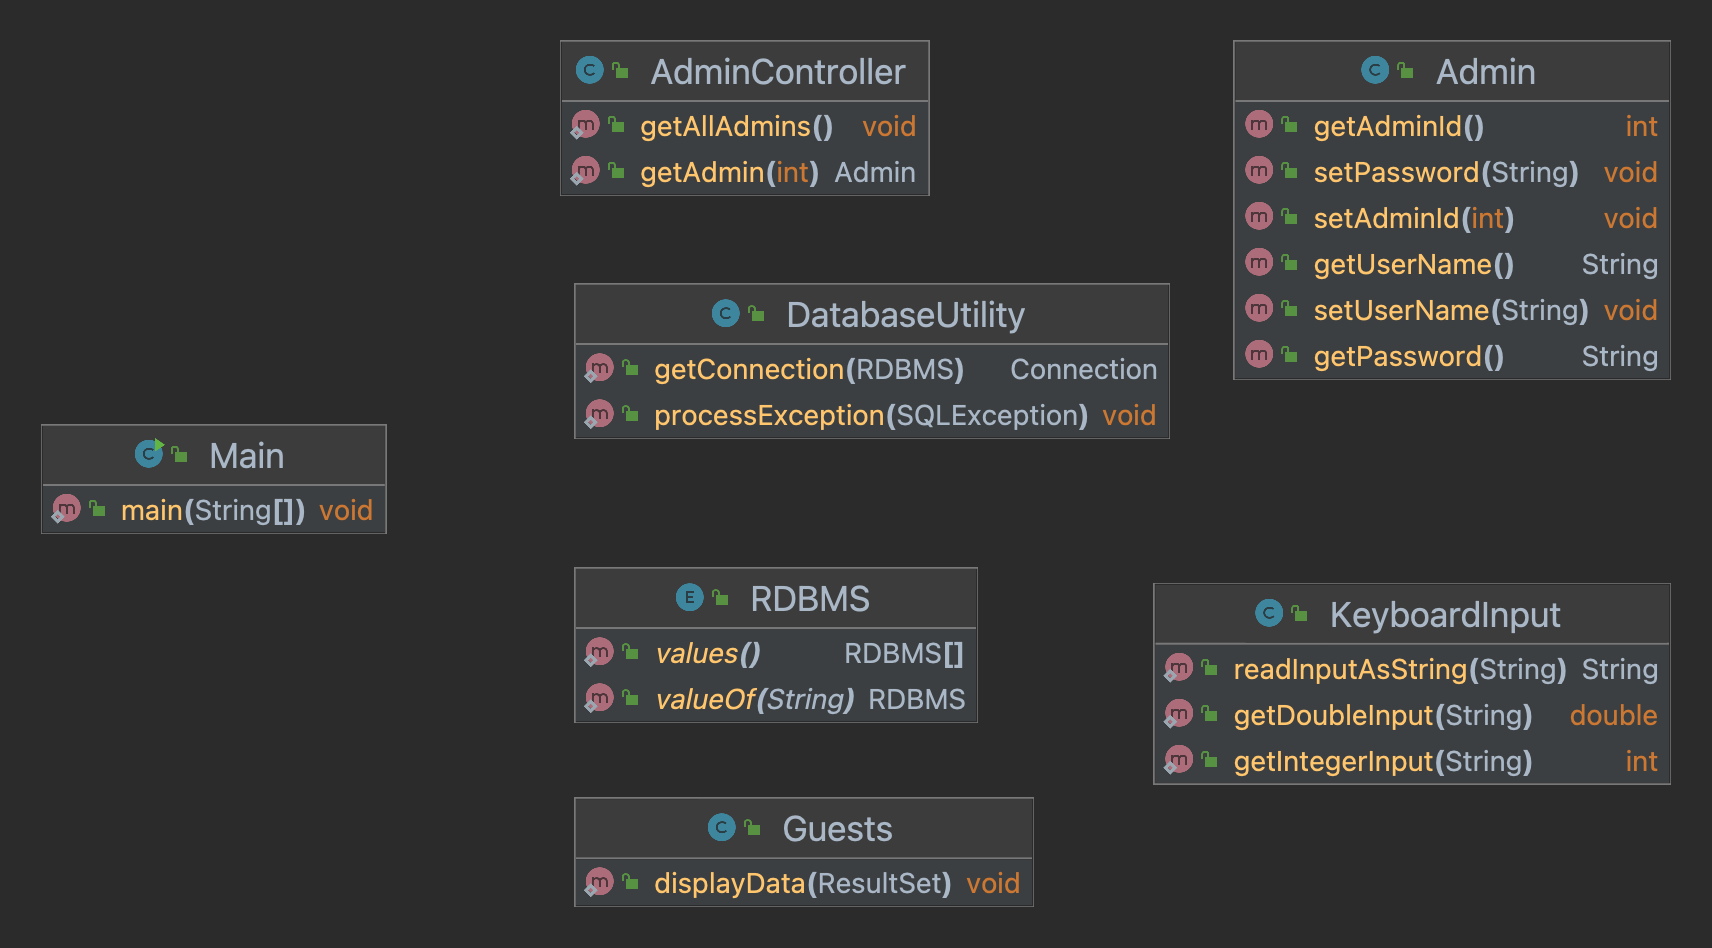 AdminController
getAllAdmins() void
getAdmin(int) Admin
Admin
getAdminId() int
setPassword(String) void
setAdminId(int) void
getUserName() String
setUserName(String) void
getPassword() String
DatabaseUtility
getConnection(RDBMS) Connection
processException(SQLException) void
Main
main(String[]) void
RDBMS
values() RDBMS[]
valueOf(String) RDBMS
KeyboardInput
readInputAsString(String) String
getDoubleInput(String) double
getIntegerInput(String) int
Guests
displayData(ResultSet) void